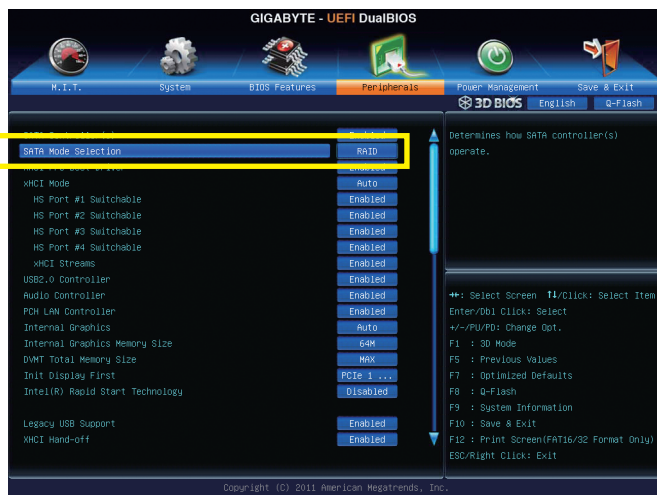 GIGABYTE - UEFI DualBIOS
M.I.T. System BIOS Features Peripherals Power Management Save & Exit
3D BIOS English Q-Flash
SATA Mode Selection RAID
xHCI Mode Auto
HS Port #1 Switchable Enabled
HS Port #2 Switchable Enabled
HS Port #3 Switchable Enabled
HS Port #4 Switchable Enabled
xHCI Streams Enabled
USB2.0 Controller Enabled
Audio Controller Enabled
PCH LAN Controller Enabled
Internal Graphics Auto
Internal Graphics Memory Size 64M
DVMT Total Memory Size MAX
Init Display First PCIe 1 ...
Intel(R) Rapid Start Technology Disabled
Legacy USB Support Enabled
XHCI Hand-off Enabled
Determines how SATA controller(s)
operate.
: Select Screen ↑↓/Click: Select Item
Enter/Dbl Click: Select
+/-/PU/PD: Change Opt.
F1 : 3D Mode
F5 : Previous Values
F7 : Optimized Defaults
F8 : Q-Flash
F9 : System Information
F10 : Save & Exit
F12 : Print Screen(FAT16/32 Format Only)
ESC/Right Click: Exit
Copyright (C) 2011 American Megatrends, Inc.